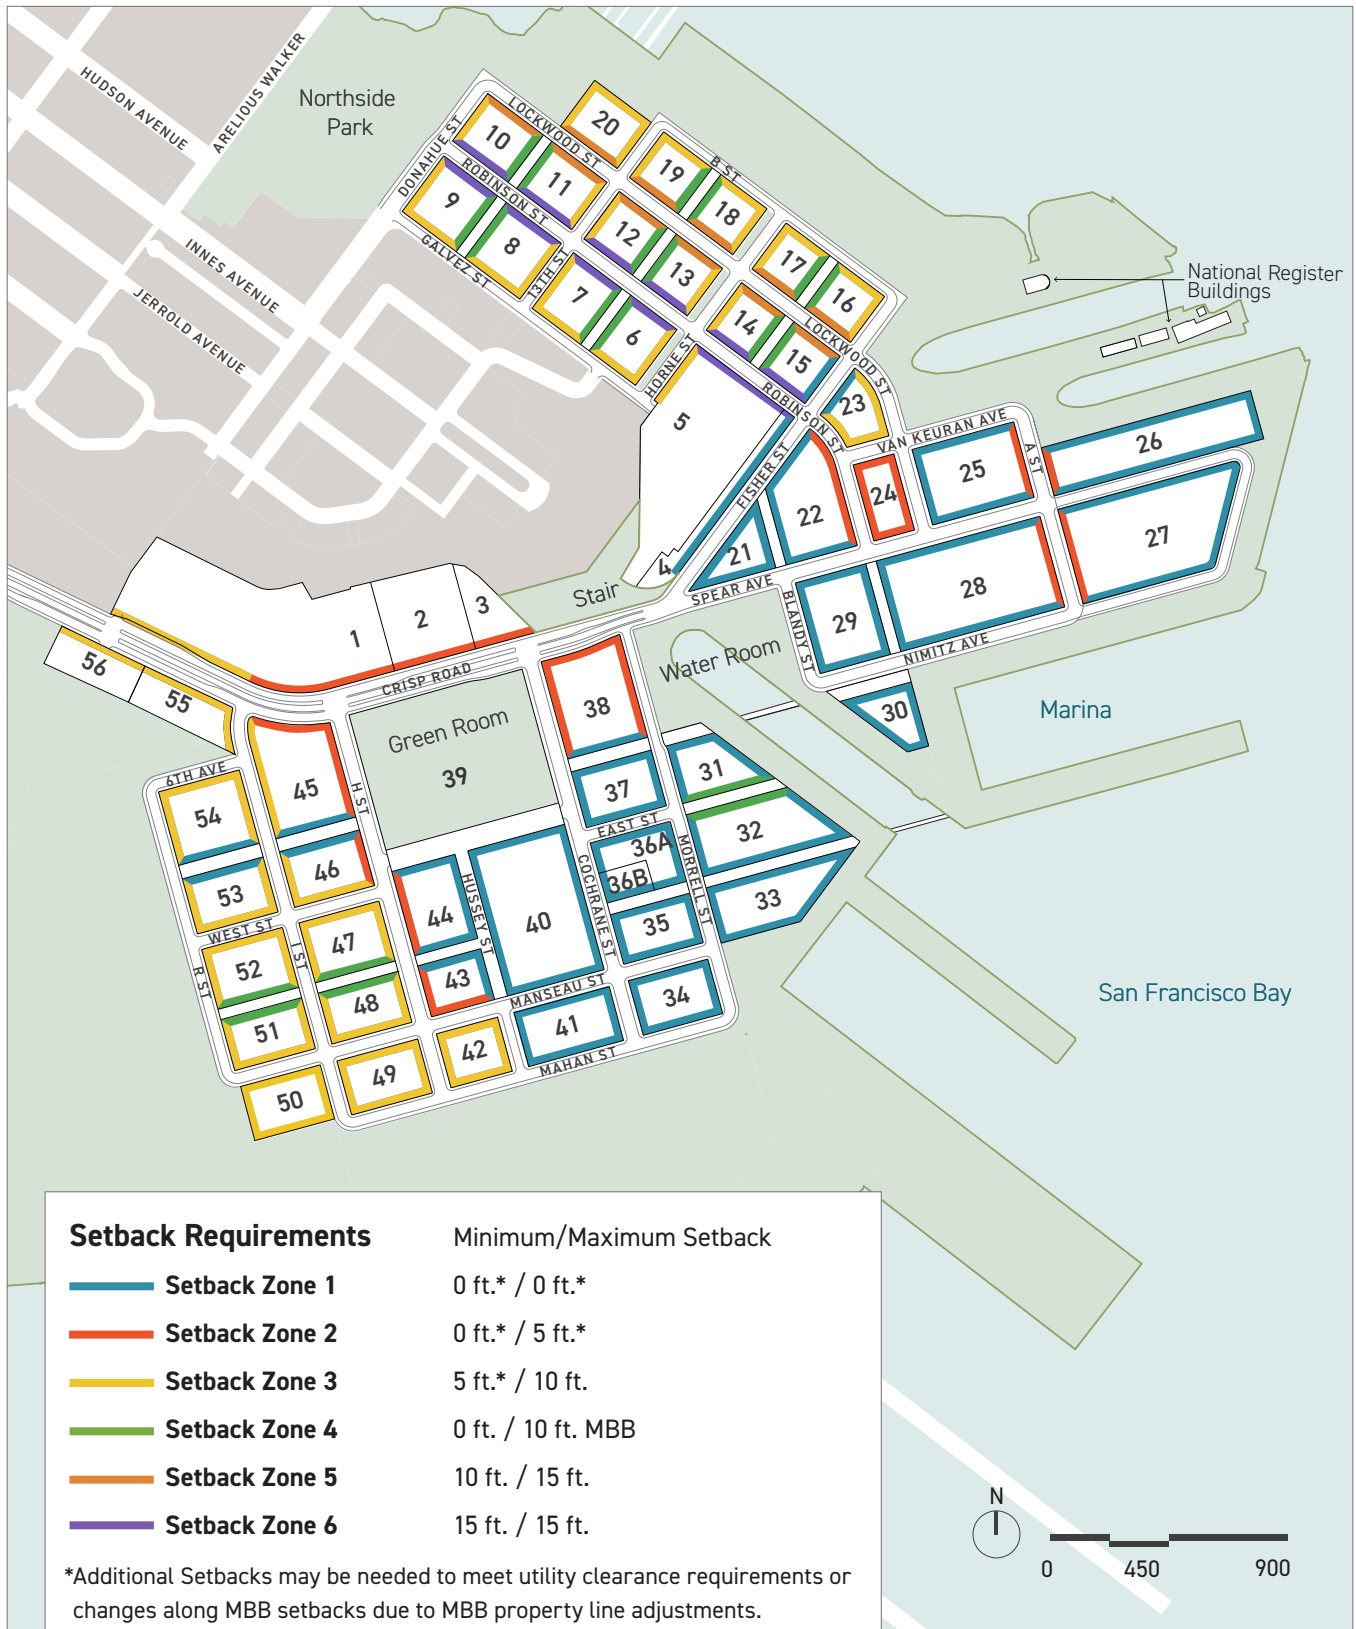 HUDSON AVENUE
ARELIOUS WALKER
Northside
Park
INNES AVENUE
JERROLD AVENUE
DONAHUE ST
LOCKWOOD ST
ROBINSON ST
GALVEZ ST
13TH ST
B ST
HORNE ST
LOCKWOOD ST
ROBINSON ST
FISHER ST
VAN KEURAN AVE
A ST
National Register
Buildings
10
11
20
19
18
9
8
12
13
17
16
7
6
14
15
5
23
22
24
25
26
27
21
4
28
29
30
Stair
SPEAR AVE
BLANDY ST
NIMITZ AVE
Water Room
Marina
1
2
3
CRISP ROAD
56
55
Green Room
39
38
37
31
32
33
EAST ST
36A
36B
35
34
COCHRANE ST
MORRELL ST
6TH AVE
H ST
54
45
53
46
WEST ST
R ST
I ST
52
47
51
48
50
49
42
41
44
43
40
HUSSEY ST
MANSEAU ST
MAHAN ST
San Francisco Bay
Setback Requirements Minimum/Maximum Setback
Setback Zone 1 0 ft.* / 0 ft.*
Setback Zone 2 0 ft.* / 5 ft.*
Setback Zone 3 5 ft.* / 10 ft.
Setback Zone 4 0 ft. / 10 ft. MBB
Setback Zone 5 10 ft. / 15 ft.
Setback Zone 6 15 ft. / 15 ft.
*Additional Setbacks may be needed to meet utility clearance requirements or
changes along MBB setbacks due to MBB property line adjustments.
N
0 450 900